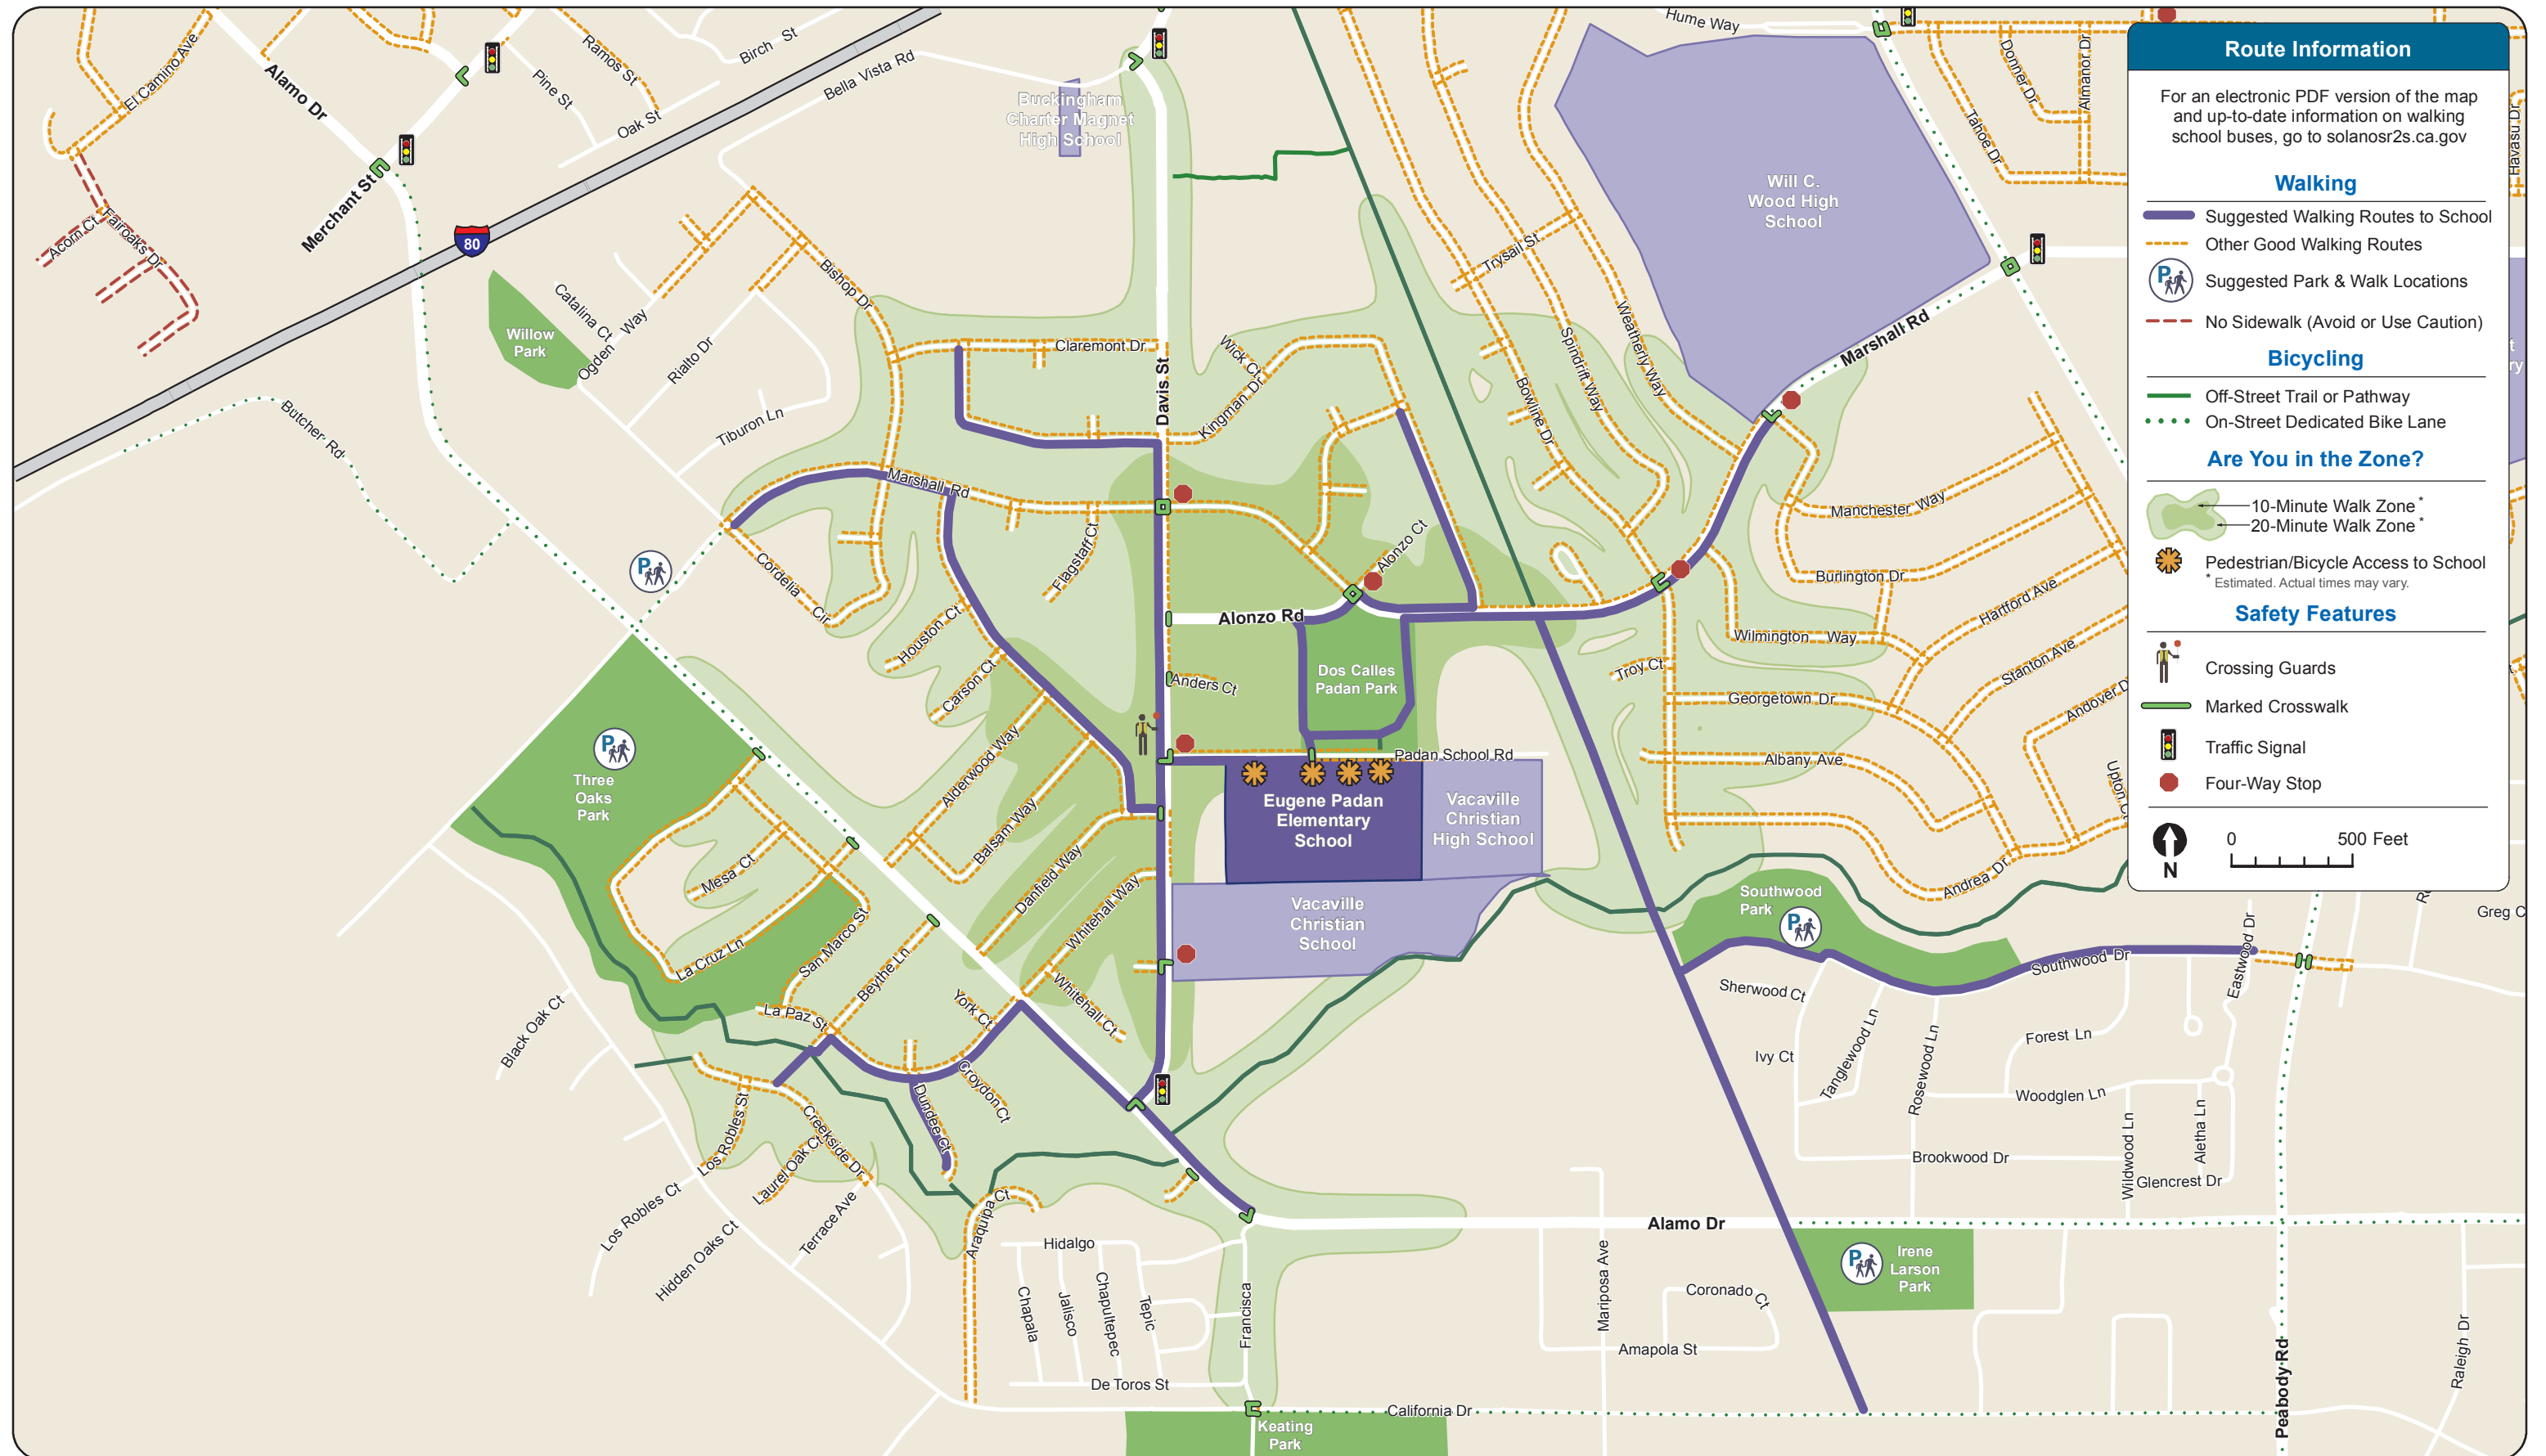 Hume Way
El Camino Ave
Alamo Dr
Ramos St
Birch St
Pine St
Oak St
Bella Vista Rd
Buckingham
Charter Magnet
High School
Merchant St
Acorn Ct
Fairoaks Dr
80
Willow
Park
Catalina Ct
Ogden Way
Rialto Dr
Bishop Dr
Tiburon Ln
Butcher Rd
Claremont Dr
Davis St
Wick Ct
Kingman Dr
Trysail St
Bowline Dr
Spindrift Way
Weatherly Way
Will C.
Wood High
School
Marshall Rd
Donner Dr
Almanor Dr
Tahoe Dr
Havasu Dr
Marshall Rd
Flagstaff Ct
Alonzo Ct
Alonzo Rd
Cordelia Cir
Houston Ct
Carson Ct
Anders Ct
Dos Calles
Padan Park
Manchester Way
Burlington Dr
Hartford Ave
Wilmington Way
Stanton Ave
Troy Ct
Georgetown Dr
Andover D
Albany Ave
Upton C
Andrea Dr
Three
Oaks
Park
Alderwood Way
Balsam Way
Danfield Way
Whitehall Way
Whitehall Ct
Padan School Rd
Eugene Padan
Elementary
School
Vacaville
Christian
High School
Vacaville
Christian
School
Mesa Ct
La Cruz Ln
San Marco St
Beythe Ln
La Paz St
York Ct
Croydon Ct
Dundee Ct
Black Oak Ct
Los Robles St
Creekside Dr
Laurel Oak Ct
Los Robles Ct
Hidden Oaks Ct
Terrace Ave
Araquipa Ct
Hidalgo
Chapala
Jalisco
Chapultepec
Tepic
Francisca
De Toros St
Keating
Park
California Dr
Alamo Dr
Mariposa Ave
Coronado Ct
Amapola St
Irene
Larson
Park
Southwood
Park
Southwood Dr
Sherwood Ct
Ivy Ct
Tanglewood Ln
Rosewood Ln
Forest Ln
Woodglen Ln
Eastwood Dr
Brookwood Dr
Wildwood Ln
Aletha Ln
Glencrest Dr
Greg C
Peabody Rd
Raleigh Dr
Route Information
For an electronic PDF version of the map
and up-to-date information on walking
school buses, go to solanosr2s.ca.gov
Walking
Suggested Walking Routes to School
Other Good Walking Routes
P Suggested Park & Walk Locations
No Sidewalk (Avoid or Use Caution)
Bicycling
Off-Street Trail or Pathway
On-Street Dedicated Bike Lane
Are You in the Zone?
10-Minute Walk Zone *
20-Minute Walk Zone *
Pedestrian/Bicycle Access to School
* Estimated. Actual times may vary.
Safety Features
Crossing Guards
Marked Crosswalk
Traffic Signal
Four-Way Stop
N
0 500 Feet
P
P
P
P